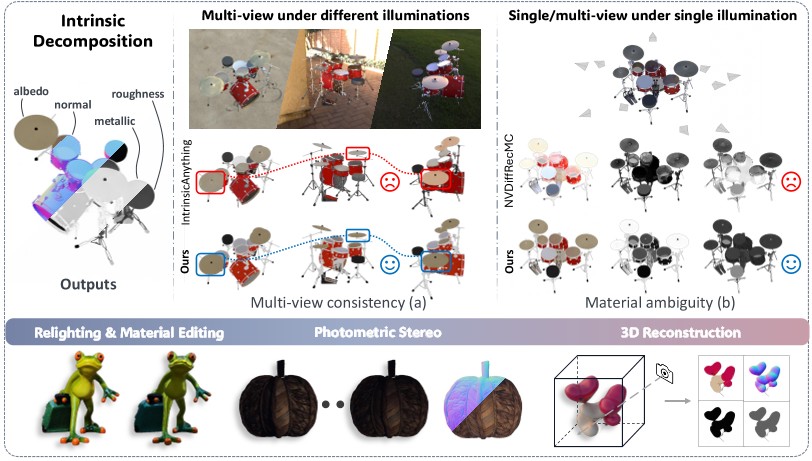 Intrinsic
Decomposition
albedo
normal
roughness
metallic
Outputs
Multi-view under different illuminations
IntrinsicAnything
Ours
Multi-view consistency (a)
Single/multi-view under single illumination
NVDiffRecMC
Ours
Material ambiguity (b)
Relighting & Material Editing
Photometric Stereo
3D Reconstruction